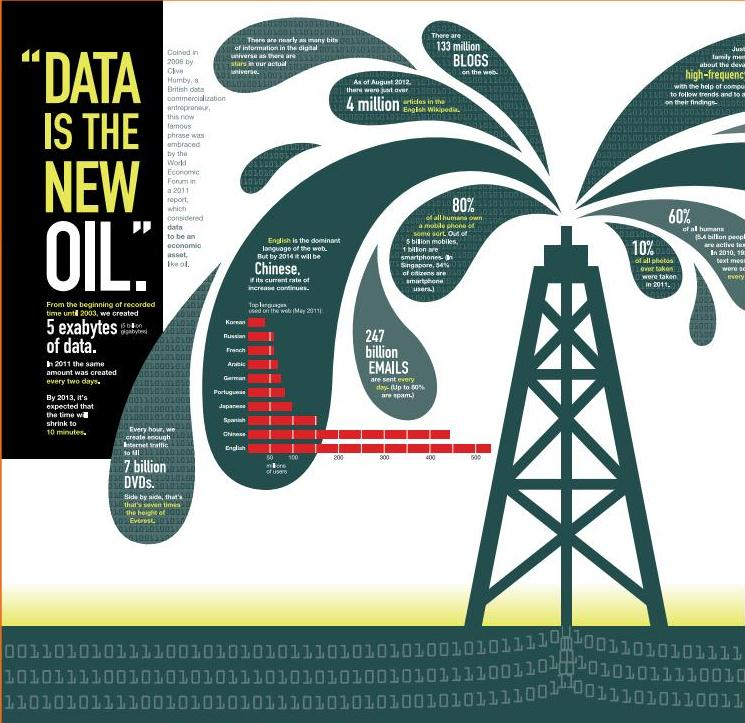 “DATA
IS THE
NEW
OIL.”
From the beginning of recorded
time until 2003, we created
5 exabytes (5 billion
gigabytes)
of data.
In 2011 the same
amount was created
every two days.
By 2013, it's
expected that
the time will
shrink to
10 minutes.
Coined in
2006 by
Clive
Humby, a
British data
commercialization
entrepreneur,
this now
famous
phrase was
embraced
by the
World
Economic
Forum in
a 2011
report,
which
considered
data
to be an
economic
asset,
like oil.
There are nearly as many bits
of information in the digital
universe as there are
stars in our actual
universe.
There are
133 million
BLOGS
on the web.
As of August 2012,
there were just over
4 million articles in the
English Wikipedia.
Just
family mem
about the deva
high-frequency
with the help of compu
to follow trends and to a
on their findings.
80%
of all humans own
a mobile phone of
some sort. Out of
5 billion mobiles,
1 billion are
smartphones. (In
Singapore, 54%
of citizens are
smartphone
users.)
60%
of all humans
(5.4 billion peopl
are active tex
In 2010, 193
text mess
were se
every
10%
of all photos
ever taken
were taken
in 2011.
English is the dominant
language of the web.
But by 2014 it will be
Chinese,
if its current rate of
increase continues.
Top languages
used on the web (May 2011):
Korean
Russian
French
Arabic
German
Portuguese
Japanese
Spanish
Chinese
English
50 100 200 300 400 500
millions
of users
247
billion
EMAILS
are sent every
day. (Up to 80%
are spam.)
Every hour, we
create enough
Internet traffic
to fill
7 billion
DVDs.
Side by side, that's
that's seven times
the height of
Everest.